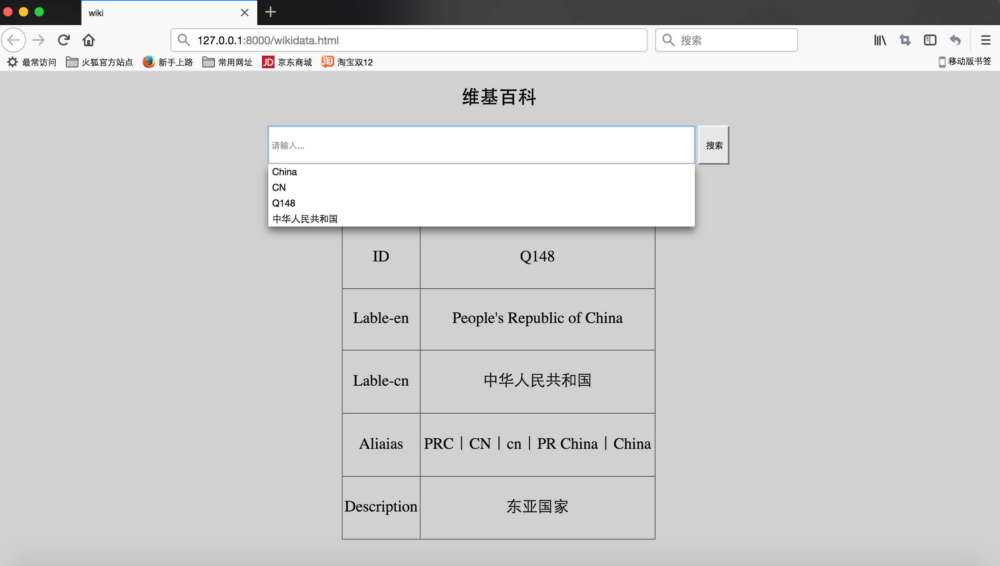 wiki
127.0.0.1:8000/wikidata.html
搜索
最常访问 火狐官方站点 新手上路 常用网址 JD 京东商城 淘 淘宝双12 移动版书签
维基百科
请输入... 搜索
China
CN
Q148
中华人民共和国
ID Q148
Lable-en People's Republic of China
Lable-cn 中华人民共和国
Aliaias PRC | CN | cn | PR China | China
Description 东亚国家